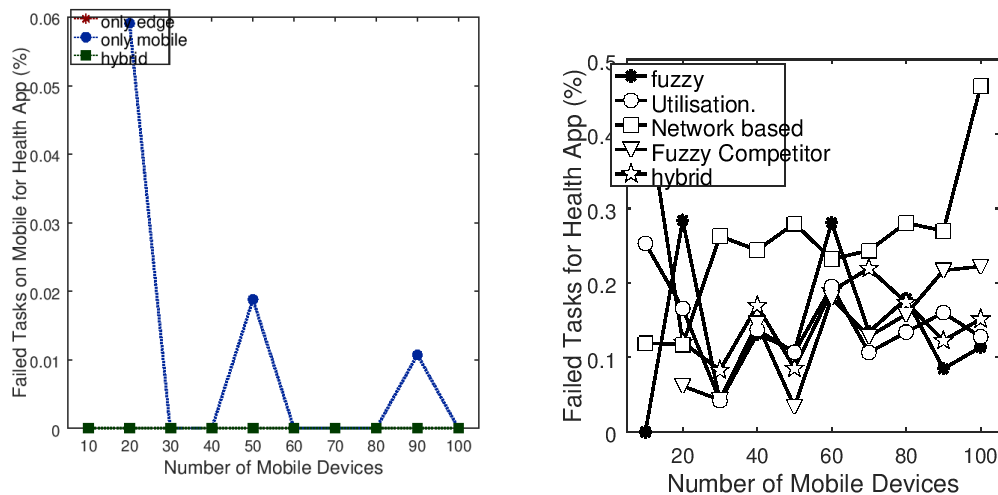 Failed Tasks on Mobile for Health App (%)
0.06
0.05
0.04
0.03
0.02
0.01
0
only edge
only mobile
hybrid
10 20 30 40 50 60 70 80 90 100
Number of Mobile Devices
Failed Tasks for Health App (%)
0.5
0.4
0.3
0.2
0.1
0
fuzzy
Utilisation.
Network based
Fuzzy Competitor
hybrid
20 40 60 80 100
Number of Mobile Devices